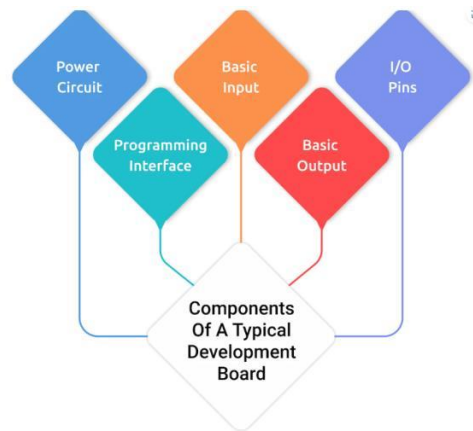 Power
Circuit
Basic
Input
I/O
Pins
Programming
Interface
Basic
Output
Components
Of A Typical
Development
Board